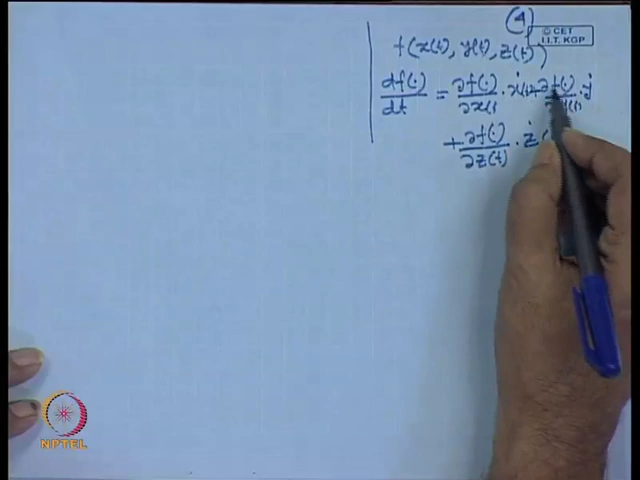 (4)
© CET
I.I.T. KGP
f(x(t), y(t), z(t))
df(·)/dt = ∂f(·)/∂x(t) · ẋ(t) + ∂f(·)/∂y(t) · ẏ
+ ∂f(·)/∂z(t) · ż
NPTEL